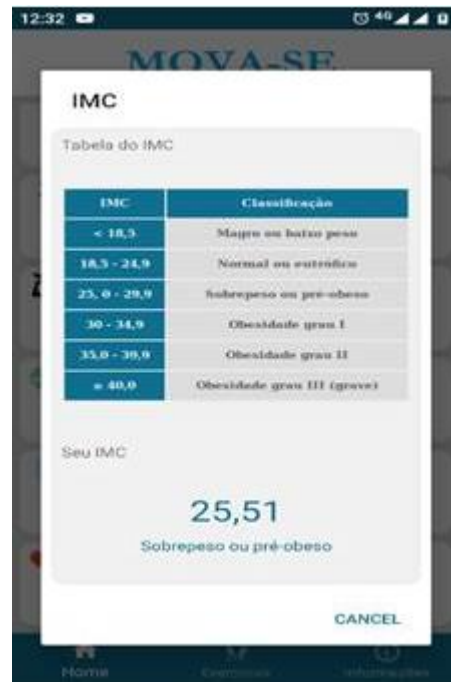 12:32 4G
MOVA-SE
IMC
Tabela do IMC
IMC Classificação
< 18,5 Magro ou baixo peso
18,5 - 24,9 Normal ou eutrófico
25, 0 - 29,9 Sobrepeso ou pré-obeso
30 - 34,9 Obesidade grau I
35,0 - 39,9 Obesidade grau II
40,0 Obesidade grau III (grave)
Seu IMC
25,51
Sobrepeso ou pré-obeso
CANCEL
Home Informações